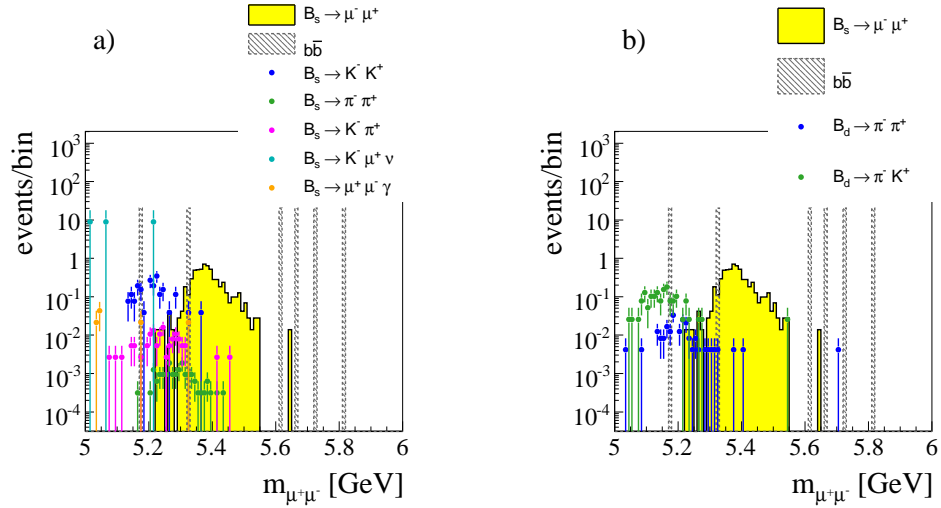 a)
B_s → μ⁻ μ⁺
bb̅
B_s → K⁻ K⁺
B_s → π⁻ π⁺
B_s → K⁻ π⁺
B_s → K⁻ μ⁺ ν
B_s → μ⁺ μ⁻ γ
events/bin
10³
10²
10
1
10⁻¹
10⁻²
10⁻³
10⁻⁴
5 5.2 5.4 5.6 5.8 6
m_μ⁺μ⁻ [GeV]
b)
B_s → μ⁻ μ⁺
bb̅
B_d → π⁻ π⁺
B_d → π⁻ K⁺
events/bin
10³
10²
10
1
10⁻¹
10⁻²
10⁻³
10⁻⁴
5 5.2 5.4 5.6 5.8 6
m_μ⁺μ⁻ [GeV]